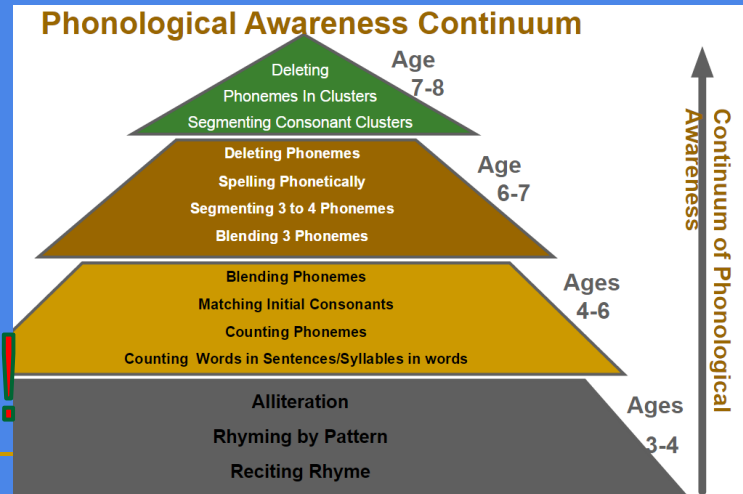 Phonological Awareness Continuum
Deleting
Phonemes In Clusters
Segmenting Consonant Clusters
Age
7-8
Deleting Phonemes
Spelling Phonetically
Segmenting 3 to 4 Phonemes
Blending 3 Phonemes
Age
6-7
Blending Phonemes
Matching Initial Consonants
Counting Phonemes
Counting Words in Sentences/Syllables in words
Ages
4-6
Alliteration
Rhyming by Pattern
Reciting Rhyme
Ages
3-4
Continuum of Phonological
Awareness
!